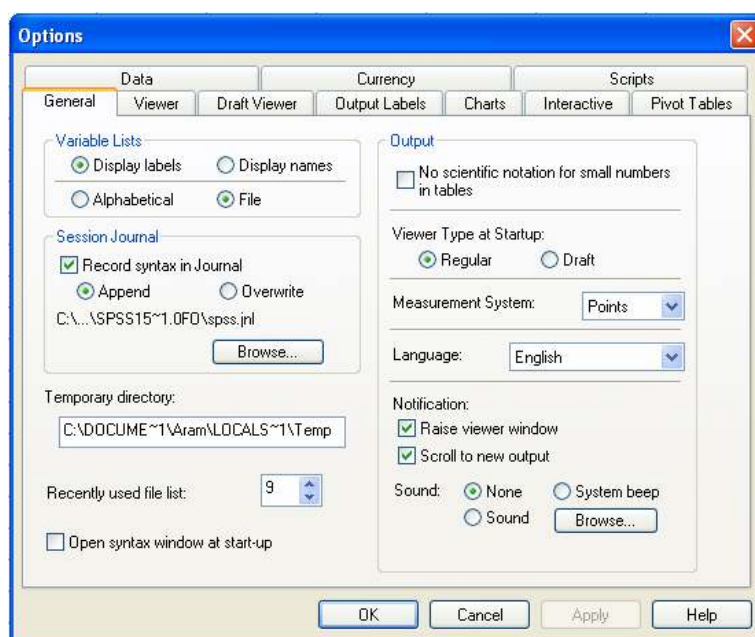 Options
Data Currency Scripts
General Viewer Draft Viewer Output Labels Charts Interactive Pivot Tables
Variable Lists
Display labels Display names
Alphabetical File
Session Journal
Record syntax in Journal
Append Overwrite
C:\...\SPSS15~1.0FO\spss.jnl
Browse...
Temporary directory:
C:\DOCUME~1\Aram\LOCALS~1\Temp
Recently used file list: 9
Open syntax window at start-up
Output
No scientific notation for small numbers
in tables
Viewer Type at Startup:
Regular Draft
Measurement System: Points
Language: English
Notification:
Raise viewer window
Scroll to new output
Sound: None System beep
Sound Browse...
OK Cancel Apply Help